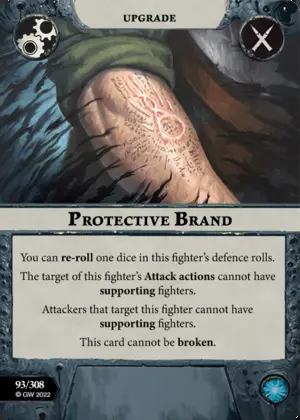 UPGRADE
PROTECTIVE BRAND
You can re-roll one dice in this fighter's defence rolls.
The target of this fighter's Attack actions cannot have
supporting fighters.
Attackers that target this fighter cannot have
supporting fighters.
This card cannot be broken.
93/308
© GW 2022